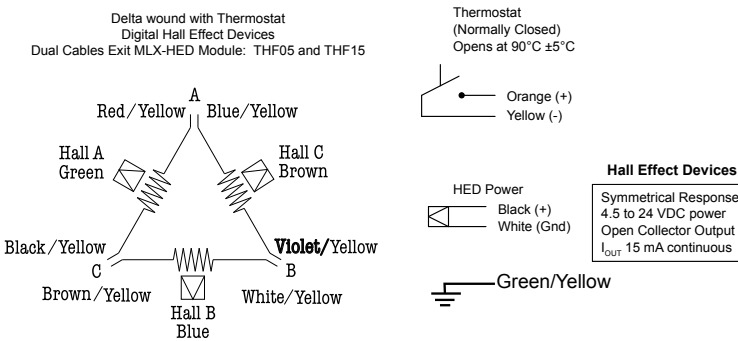 Delta wound with Thermostat
Digital Hall Effect Devices
Dual Cables Exit MLX-HED Module: THF05 and THF15
A
Red/Yellow
Blue/Yellow
Hall A
Green
Hall C
Brown
Black/Yellow
Violet/Yellow
C
B
Brown/Yellow
White/Yellow
Hall B
Blue
Thermostat
(Normally Closed)
Opens at 90°C ±5°C
Orange (+)
Yellow (-)
HED Power
Black (+)
White (Gnd)
Green/Yellow
Hall Effect Devices
Symmetrical Response
4.5 to 24 VDC power
Open Collector Output
IOUT 15 mA continuous